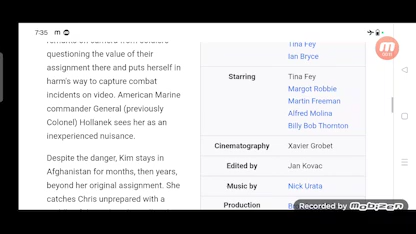 7:35 m
questioning the value of their
assignment there and puts herself in
harm's way to capture combat
incidents on video. American Marine
commander General (previously
Colonel) Hollanek sees her as an
inexperienced nuisance.
Despite the danger, Kim stays in
Afghanistan for months, then years,
beyond her original assignment. She
catches Chris unprepared with a
Tina Fey
Ian Bryce
Starring
Tina Fey
Margot Robbie
Martin Freeman
Alfred Molina
Billy Bob Thornton
Cinematography Xavier Grobet
Edited by Jan Kovac
Music by Nick Urata
Production
Recorded by Mobizen